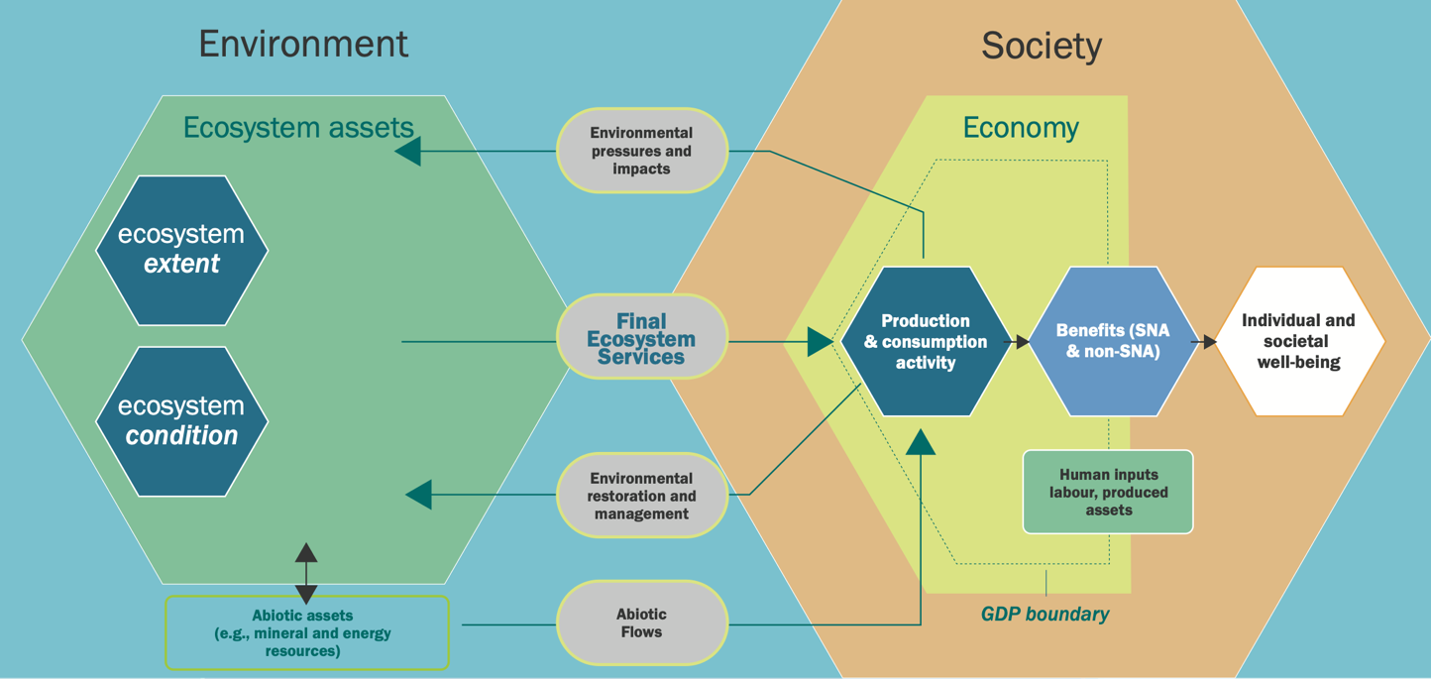 Environment
Society
Ecosystem assets
Economy
Environmental
pressures and
impacts
ecosystem
extent
Final
Ecosystem
Services
Production
& consumption
activity
Benefits (SNA
& non-SNA)
Individual and
societal
well-being
ecosystem
condition
Environmental
restoration and
management
Human inputs
labour, produced
assets
Abiotic assets
(e.g., mineral and energy
resources)
Abiotic
Flows
GDP boundary